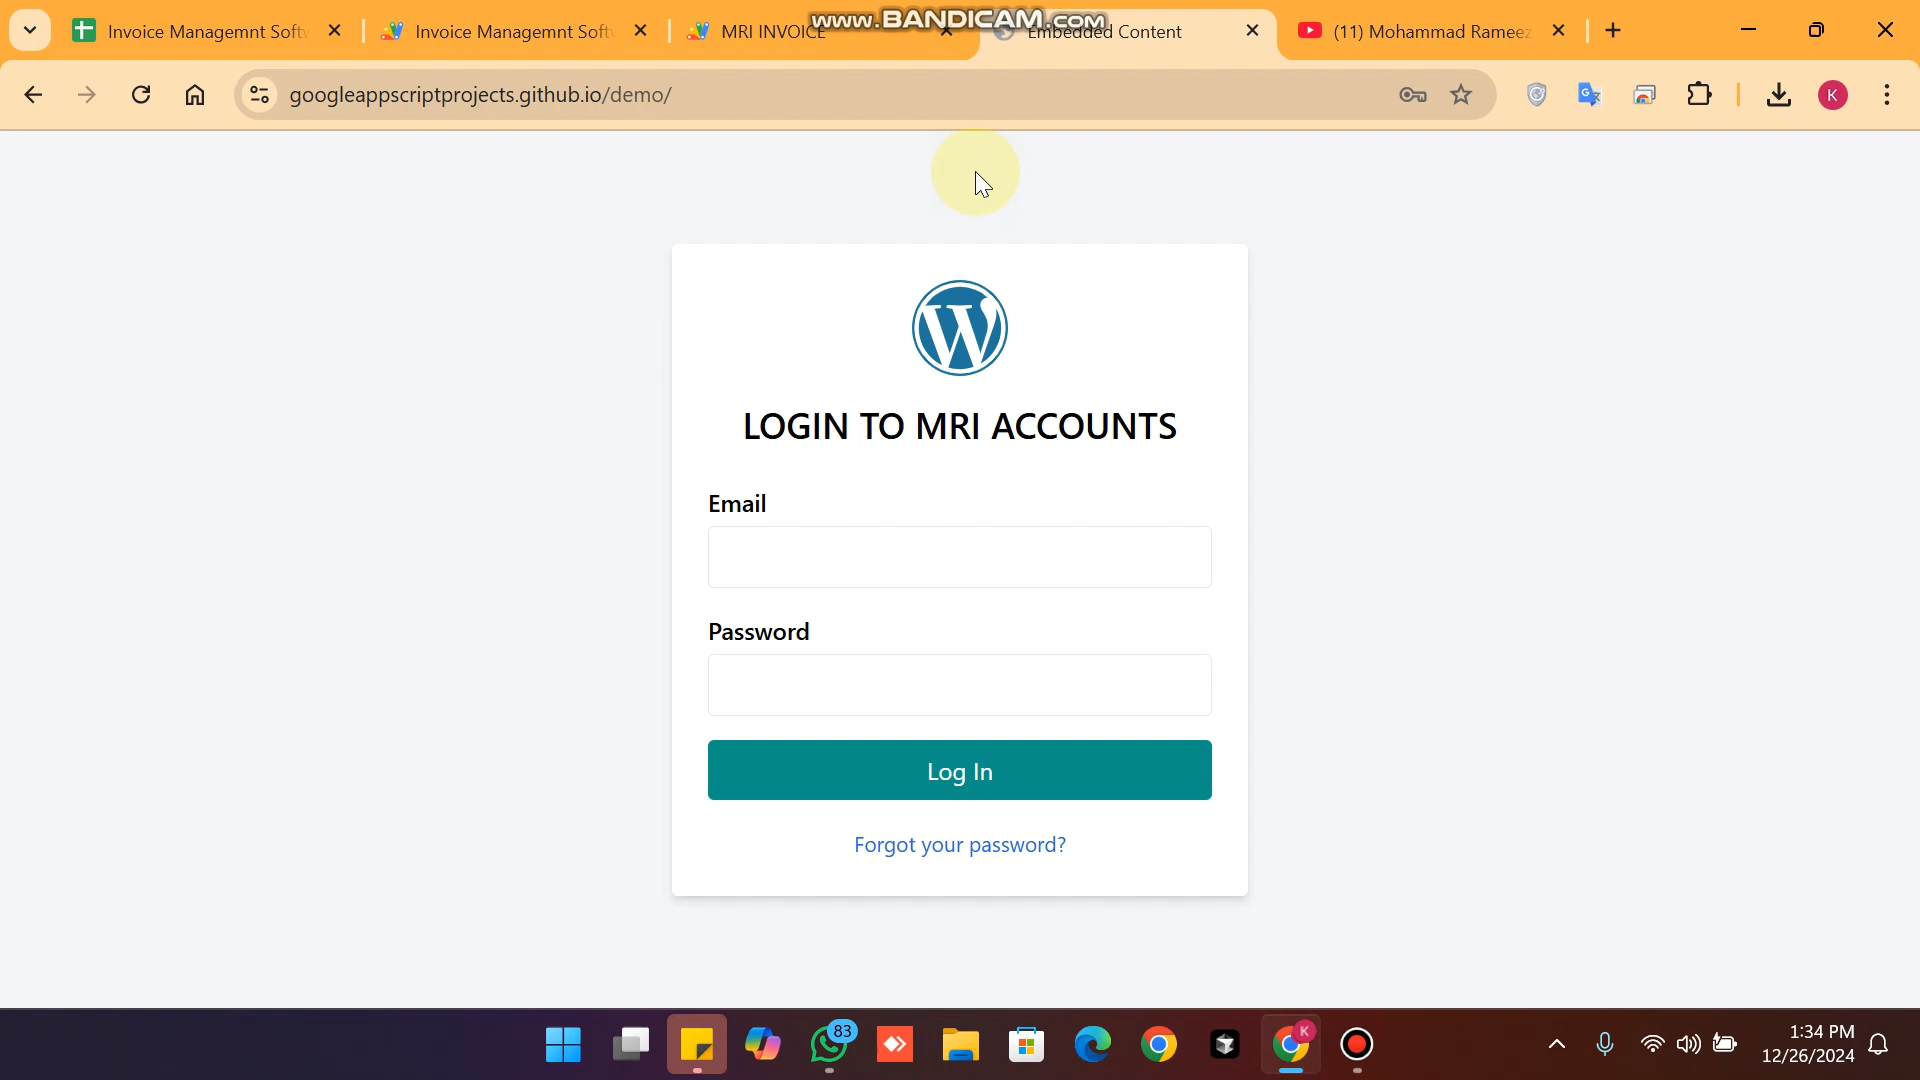 Invoice Managemnt Softw
Invoice Managemnt Soft
MRI INVOICE
www.BANDICAM.com
Embedded Content
(11) Mohammad Rameez
googleappscriptprojects.github.io/demo/
K
LOGIN TO MRI ACCOUNTS
Email
Password
Log In
Forgot your password?
83
K
1:34 PM
12/26/2024